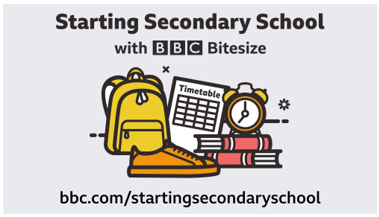 Starting Secondary School
with BBC Bitesize
Timetable
bbc.com/startingsecondaryschool